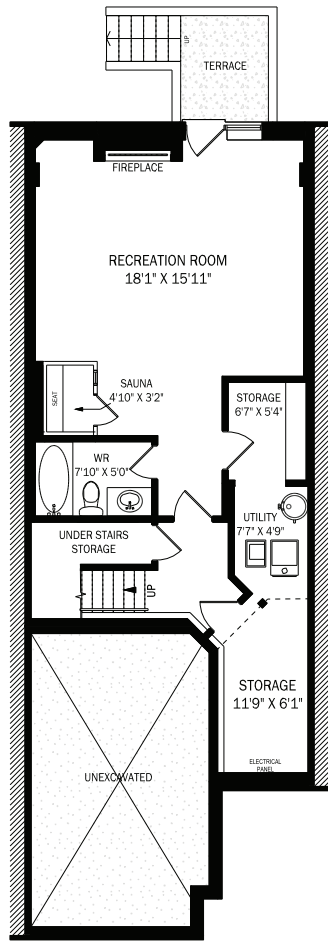 UP
TERRACE
FIREPLACE
RECREATION ROOM
18'1" X 15'11"
SAUNA
4'10" X 3'2"
SEAT
STORAGE
6'7" X 5'4"
WR
7'10" X 5'0"
UTILITY
7'7" X 4'9"
UNDER STAIRS
STORAGE
UP
STORAGE
11'9" X 6'1"
ELECTRICAL
PANEL
UNEXCAVATED